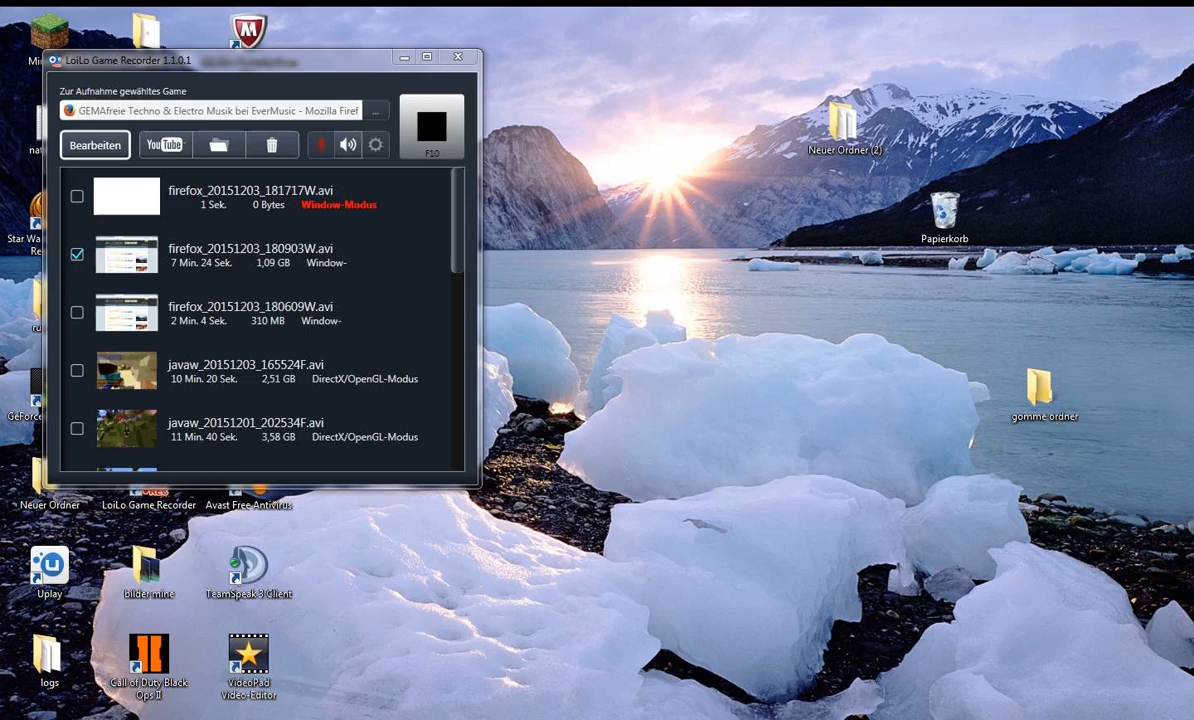 LoiLo Game Recorder 1.1.0.1
Zur Aufnahme gewähltes Game
GEMAfreie Techno & Electro Musik bei EverMusic - Mozilla Firef
...
F10
Bearbeiten
YouTube
firefox_20151203_181717W.avi
1 Sek. 0 Bytes Window-Modus
firefox_20151203_180903W.avi
7 Min. 24 Sek. 1,09 GB Window-
firefox_20151203_180609W.avi
2 Min. 4 Sek. 310 MB Window-
javaw_20151203_165524F.avi
10 Min. 20 Sek. 2,51 GB DirectX/OpenGL-Modus
javaw_20151201_202534F.avi
11 Min. 40 Sek. 3,58 GB DirectX/OpenGL-Modus
Neuer Ordner (2)
Papierkorb
gomme ordner
Star Wa
Re
GeForce
Neuer Ordner
LoiLo Game Recorder
Avast Free Antivirus
Uplay
bilder mine
TeamSpeak 3 Client
logs
Call of Duty Black
Ops II
VideoPad
Video-Editor